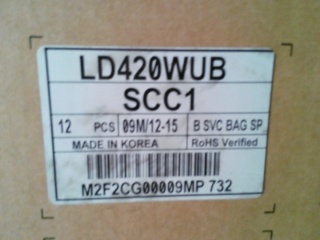 LD420WUB
SCC1
12 PCS 09M/12-15 B SVC BAG SP
MADE IN KOREA RoHS Verified
M2F2CG00009MP 732